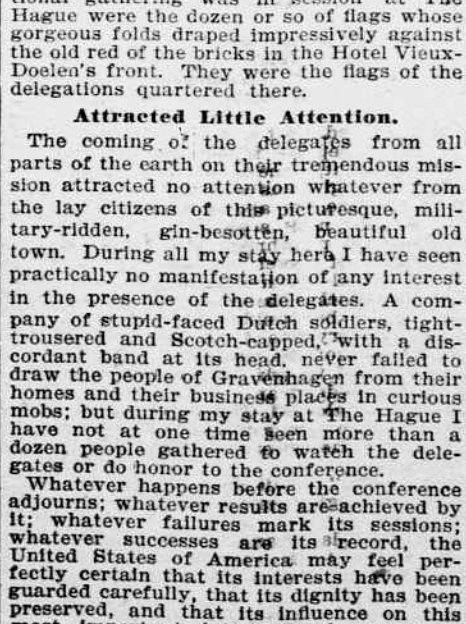 Hague were the dozen or so of flags whose
gorgeous folds draped impressively against
the old red of the bricks in the Hotel Vieux-
Doelen's front. They were the flags of the
delegations quartered there.
Attracted Little Attention.
The coming of the delegates from all
parts of the earth on their tremendous mis-
sion attracted no attention whatever from
the lay citizens of this picturesque, mili-
tary-ridden, gin-besotten, beautiful old
town. During all my stay here I have seen
practically no manifestation of any interest
in the presence of the delegates. A com-
pany of stupid-faced Dutch soldiers, tight-
trousered and Scotch-capped, with a dis-
cordant band at its head, never failed to
draw the people of Gravenhagen from their
homes and their business places in curious
mobs; but during my stay at The Hague I
have not at one time seen more than a
dozen people gathered to watch the dele-
gates or do honor to the conference.
Whatever happens before the conference
adjourns; whatever results are achieved by
it; whatever failures mark its sessions;
whatever successes are its record, the
United States of America may feel per-
fectly certain that its interests have been
guarded carefully, that its dignity has been
preserved, and that its influence on this